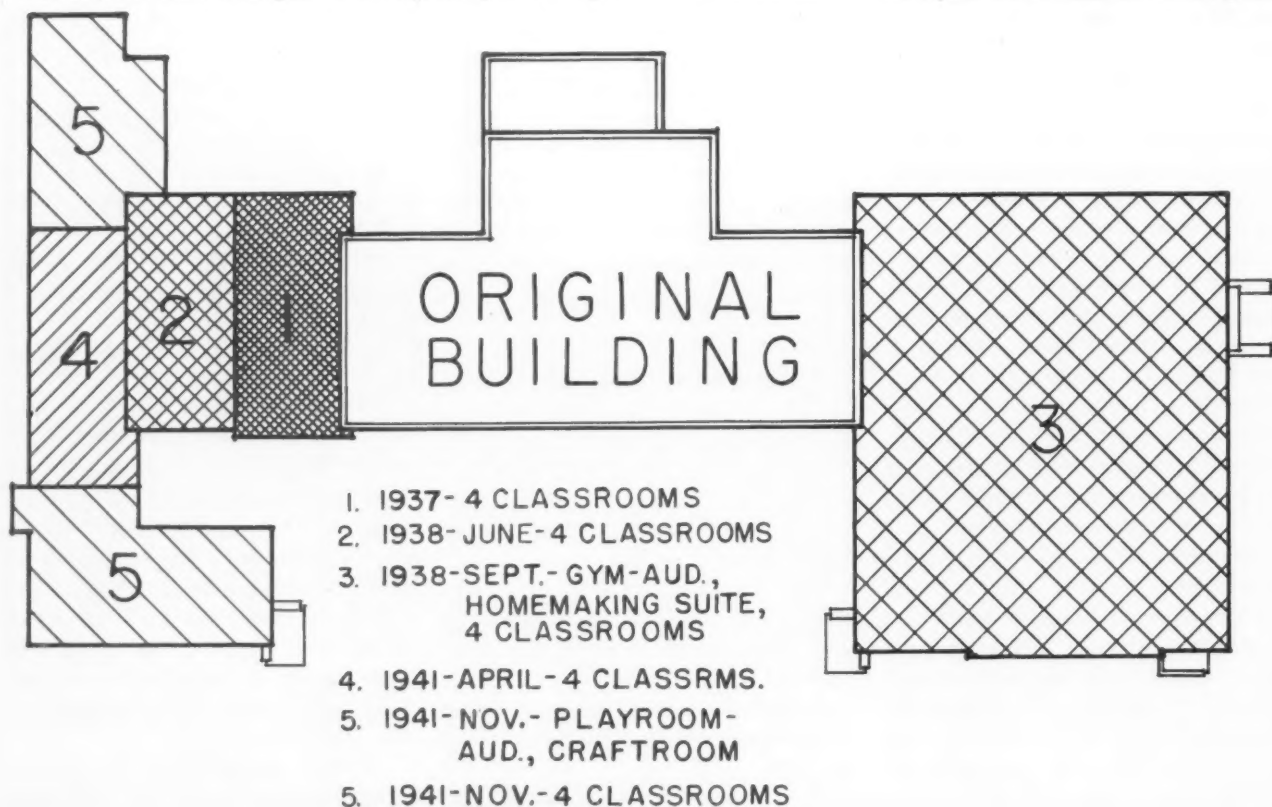 5
2
1
4
3
5
ORIGINAL
BUILDING
1. 1937-4 CLASSROOMS
2. 1938-JUNE-4 CLASSROOMS
3. 1938-SEPT.-GYM-AUD.,
HOMEMAKING SUITE,
4 CLASSROOMS
4. 1941-APRIL-4 CLASSRMS.
5. 1941-NOV.-PLAYROOM-
AUD., CRAFTROOM
5. 1941-NOV.-4 CLASSROOMS